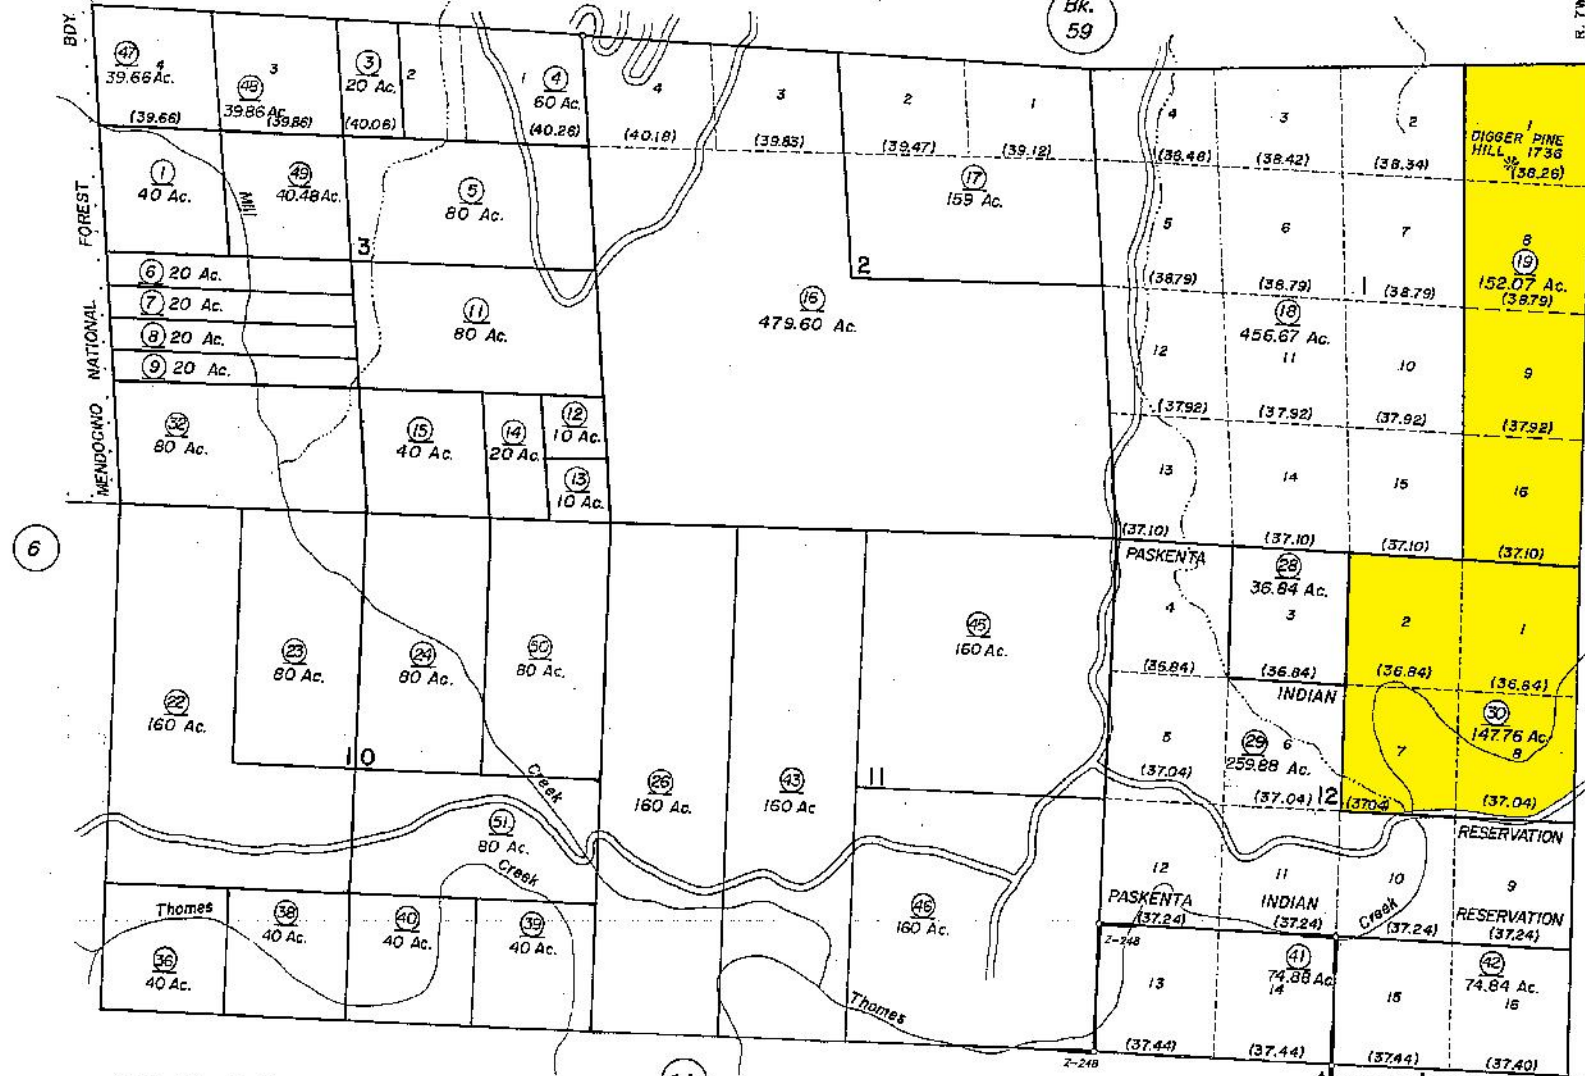 BDY.
FOREST
NATIONAL
MENDOCINO
Bk.
59
47
4
39.66 Ac.
(39.66)
3
48
39.86 Ac.
(39.86)
3
20 Ac.
2
(40.06)
1
4
60 Ac.
(40.26)
4
(40.18)
3
(39.83)
2
(39.47)
1
(39.12)
4
(38.48)
3
(38.42)
2
(38.34)
1
DIGGER PINE
HILL 1736
(38.26)
1
40 Ac.
49
40.48 Ac.
Mill
5
80 Ac.
3
17
159 Ac.
2
5
(38.79)
6
(38.79)
7
(38.79)
1
8
19
152.07 Ac.
(38.79)
6 20 Ac.
7 20 Ac.
8 20 Ac.
9 20 Ac.
11
80 Ac.
16
479.60 Ac.
18
456.67 Ac.
12
(37.92)
11
(37.92)
10
(37.92)
9
(37.92)
32
80 Ac.
15
40 Ac.
14
20 Ac.
12
10 Ac.
13
10 Ac.
13
(37.10)
14
(37.10)
15
(37.10)
16
(37.10)
6
PASKENTA
28
36.84 Ac.
4
(36.84)
3
(36.84)
2
(36.84)
1
(36.84)
22
160 Ac.
23
80 Ac.
24
80 Ac.
50
80 Ac.
45
160 Ac.
10
INDIAN
5
(37.04)
29
6
259.88 Ac.
(37.04)
12
7
(37.04)
30
147.76 Ac.
8
(37.04)
Creek
26
160 Ac.
43
160 Ac
11
RESERVATION
51
80 Ac.
Creek
12
PASKENTA
(37.24)
11
INDIAN
(37.24)
10
Creek
(37.24)
9
RESERVATION
(37.24)
Thomes
36
40 Ac.
38
40 Ac.
40
40 Ac.
39
40 Ac.
46
160 Ac.
Thomes
Z-24B
13
(37.44)
41
74.88 Ac
14
(37.44)
15
(37.44)
42
74.84 Ac.
16
(37.40)
Z-24B